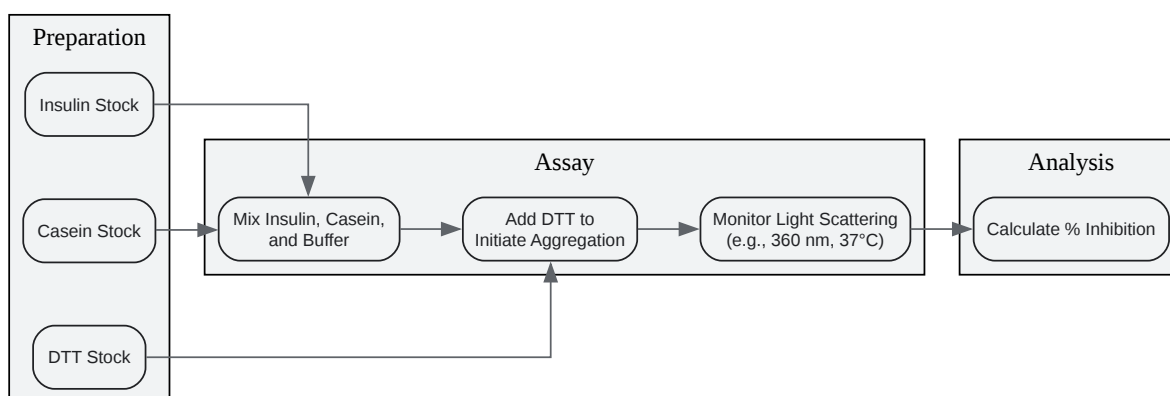 Preparation
Insulin Stock
Casein Stock
DTT Stock
Assay
Mix Insulin, Casein,
and Buffer
Add DTT to
Initiate Aggregation
Monitor Light Scattering
(e.g., 360 nm, 37°C)
Analysis
Calculate % Inhibition